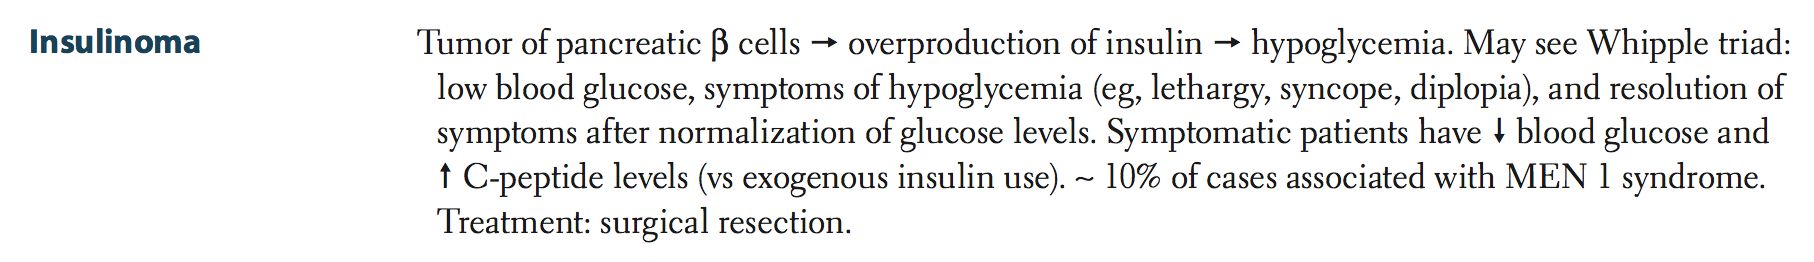 Insulinoma
Tumor of pancreatic β cells → overproduction of insulin → hypoglycemia. May see Whipple triad:
low blood glucose, symptoms of hypoglycemia (eg, lethargy, syncope, diplopia), and resolution of
symptoms after normalization of glucose levels. Symptomatic patients have ↓ blood glucose and
↑ C-peptide levels (vs exogenous insulin use). ~ 10% of cases associated with MEN 1 syndrome.
Treatment: surgical resection.